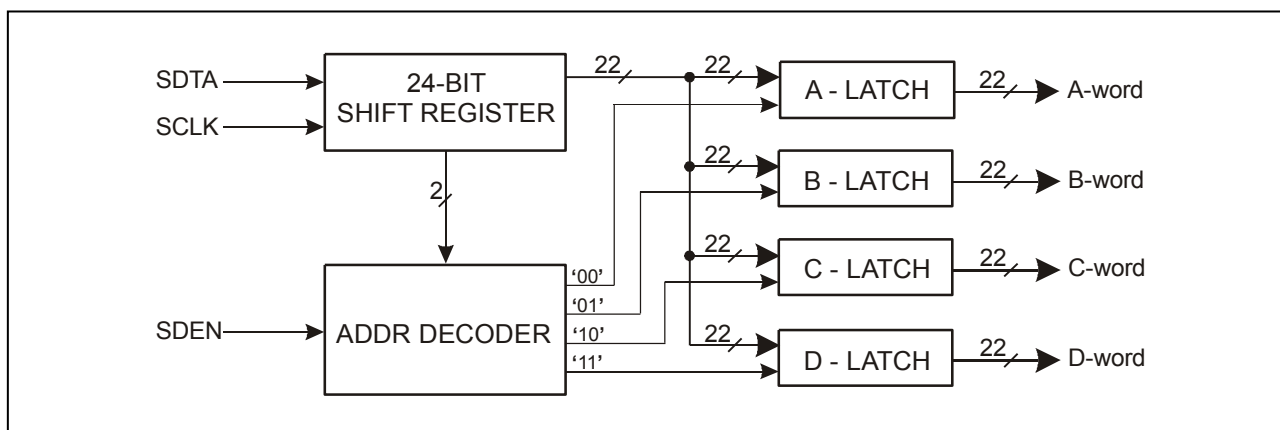 SDTA
SCLK
24-BIT
SHIFT REGISTER
22
22
A - LATCH
22
A-word
22
B - LATCH
22
B-word
2
22
C - LATCH
22
C-word
SDEN
ADDR DECODER
‘00’
‘01’
‘10’
‘11’
22
D - LATCH
22
D-word